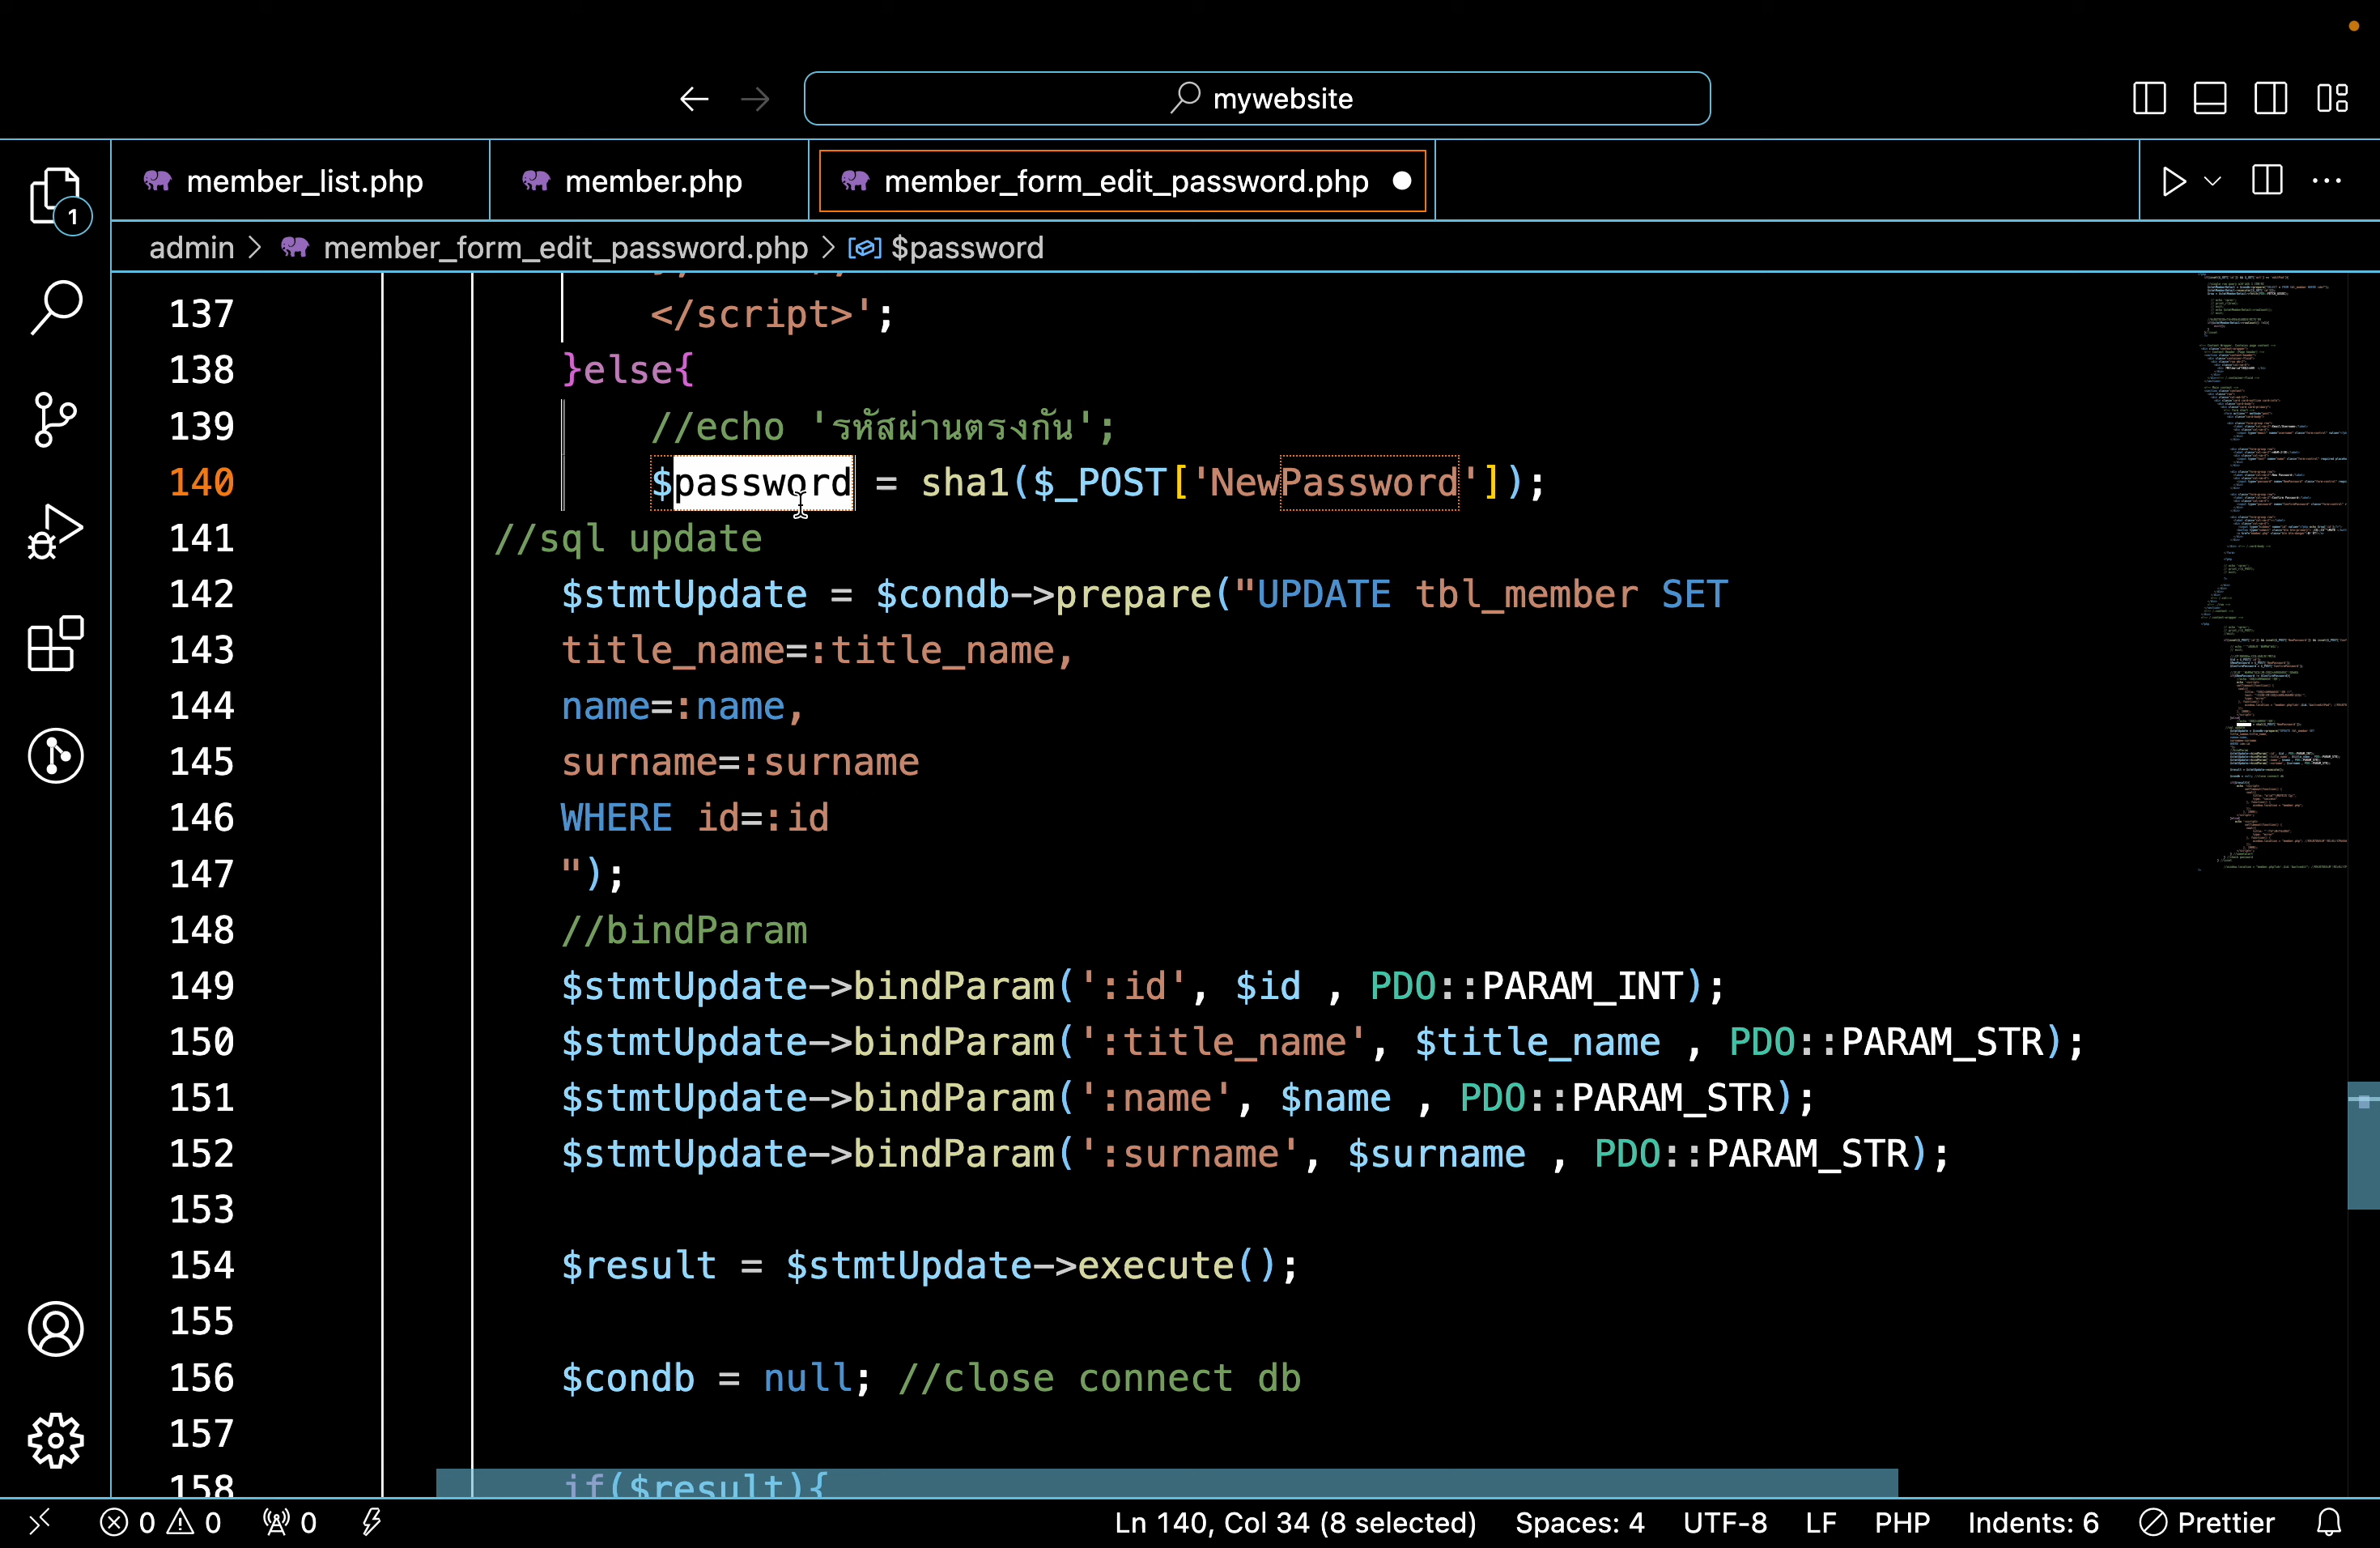 mywebsite
member_list.php
member.php
member_form_edit_password.php
admin > member_form_edit_password.php > $password
1
137 </script>';
138 }else{
139 //echo 'รหัสผ่านตรงกัน';
140 $password = sha1($_POST['NewPassword']);
141 //sql update
142 $stmtUpdate = $condb->prepare("UPDATE tbl_member SET
143 title_name=:title_name,
144 name=:name,
145 surname=:surname
146 WHERE id=:id
147 ");
148 //bindParam
149 $stmtUpdate->bindParam(':id', $id , PDO::PARAM_INT);
150 $stmtUpdate->bindParam(':title_name', $title_name , PDO::PARAM_STR);
151 $stmtUpdate->bindParam(':name', $name , PDO::PARAM_STR);
152 $stmtUpdate->bindParam(':surname', $surname , PDO::PARAM_STR);
153
154 $result = $stmtUpdate->execute();
155
156 $condb = null; //close connect db
157
158 if($result){
0 0 0 Ln 140, Col 34 (8 selected) Spaces: 4 UTF-8 LF PHP Indents: 6 Prettier